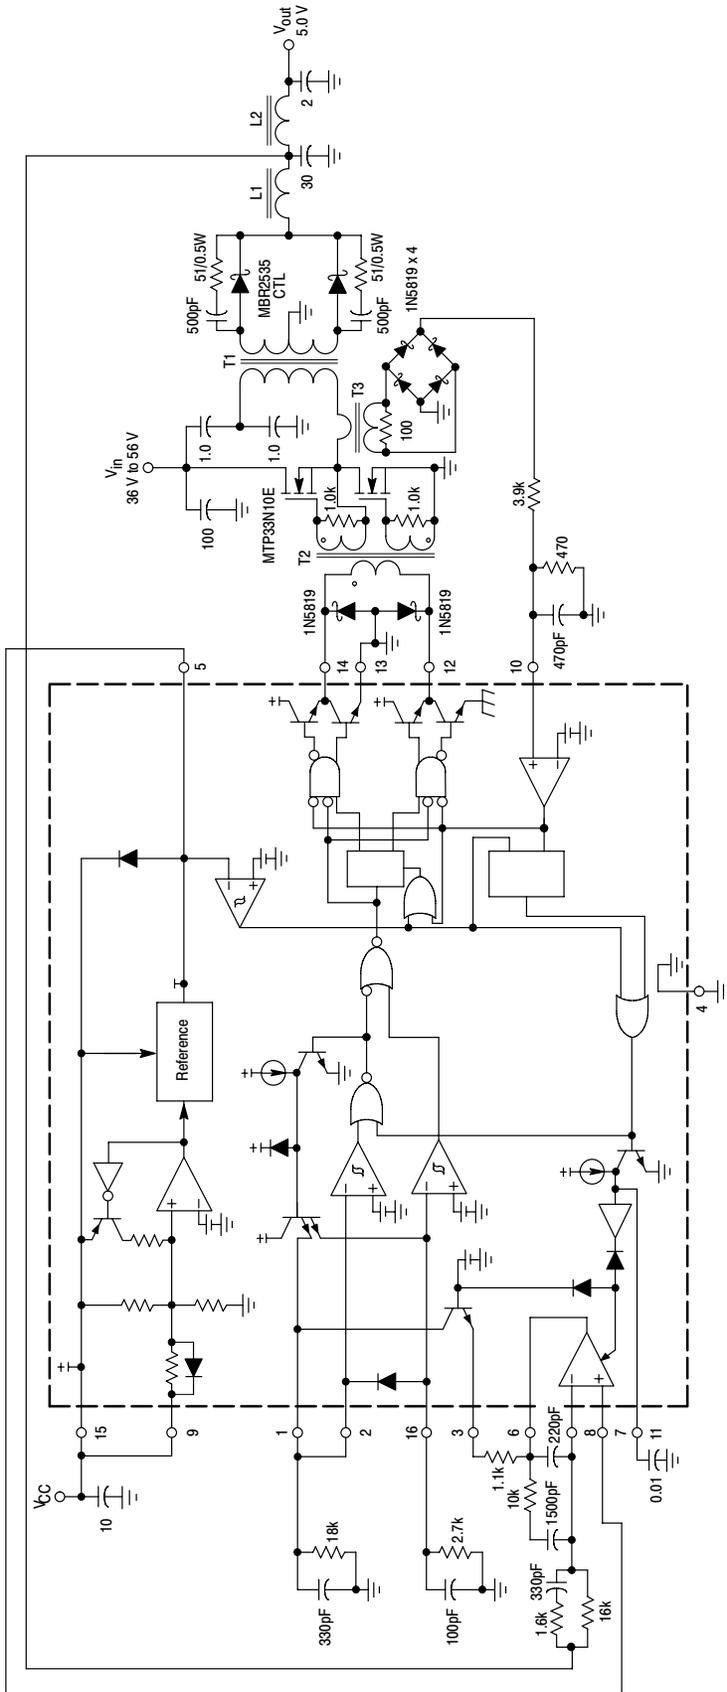 Vout
5.0 V
L2
2
L1
30
51/0.5W
500pF
MBR2535
CTL
51/0.5W
500pF
1N5819 x 4
T1
T3
100
Vin
36 V to 56 V
1.0
1.0
100
MTP33N10E
1.0k
1.0k
T2
3.9k
470
470pF
1N5819
1N5819
5
14
13
12
10
+
−
−
+
Reference
4
+
−
−
+
−
+
−
+
15
9
1
2
16
3
6
8
7
11
VCC
10
18k
330pF
2.7k
100pF
1.1k
10k
220pF
1500pF
0.01
330pF
1.6k
16k